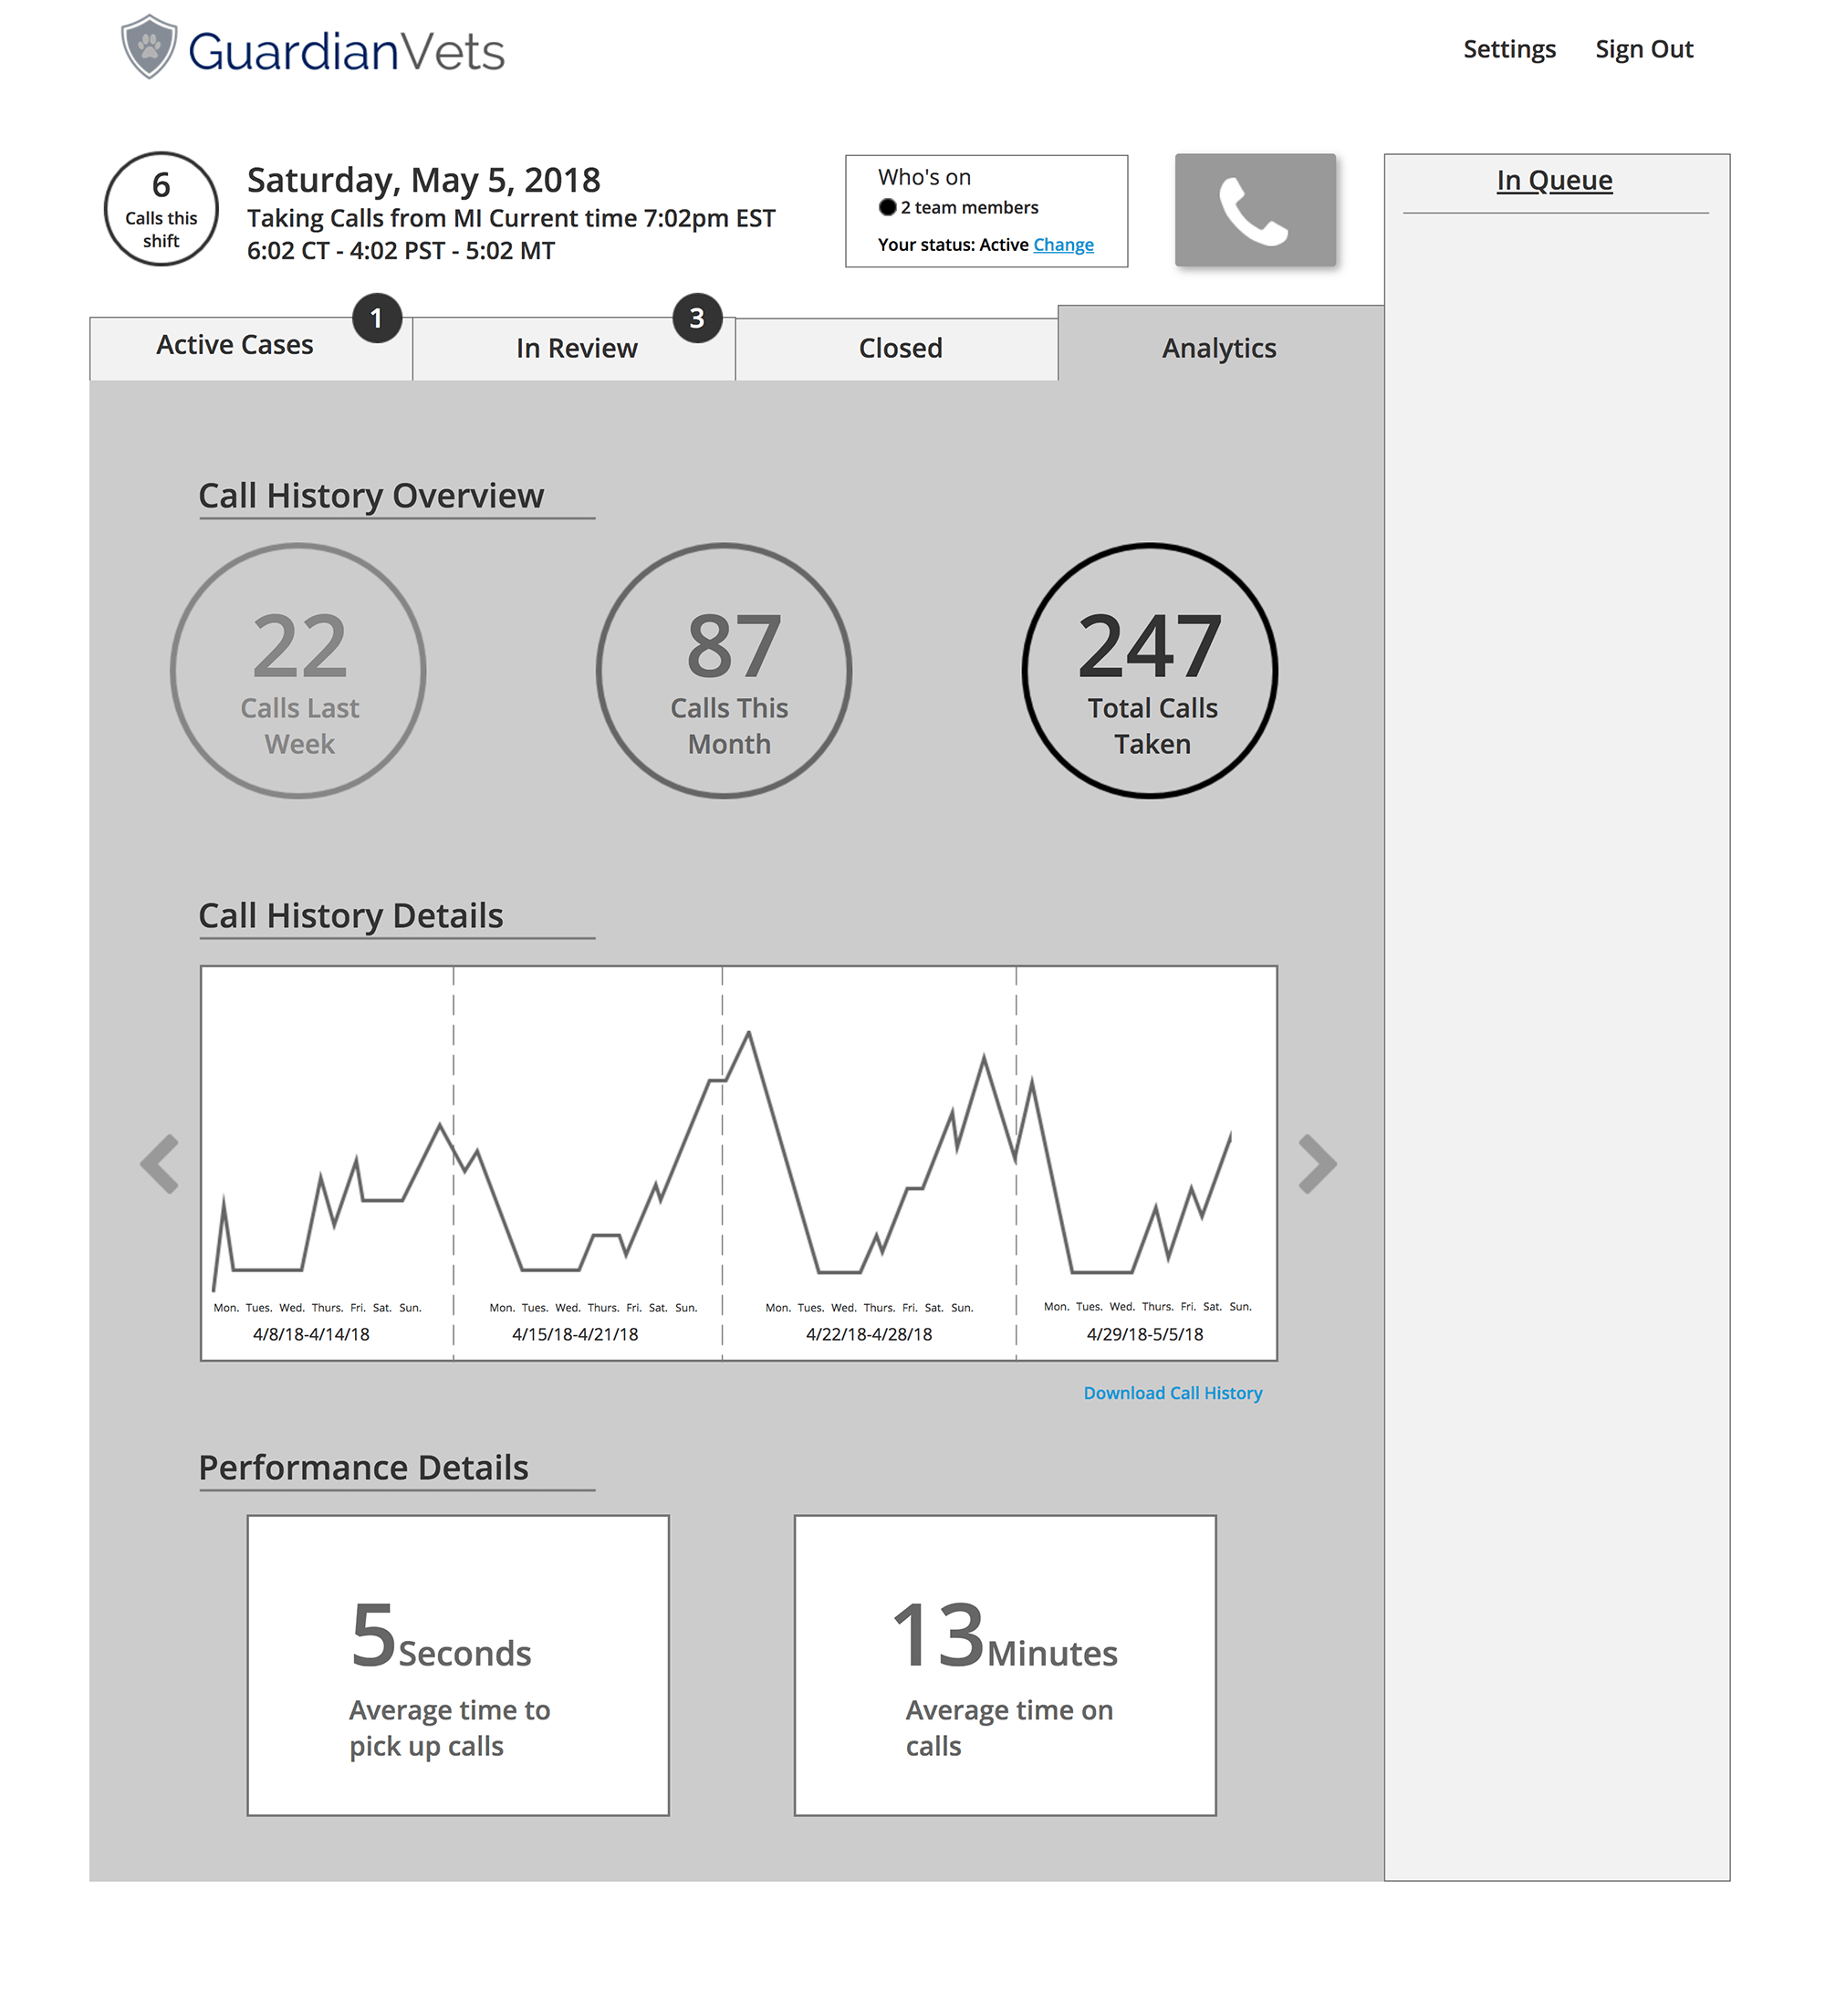 GuardianVets
Settings
Sign Out
6
Calls this
shift
Saturday, May 5, 2018
Taking Calls from MI Current time 7:02pm EST
6:02 CT - 4:02 PST - 5:02 MT
Who's on
2 team members
Your status: Active Change
In Queue
Active Cases
1
In Review
3
Closed
Analytics
Call History Overview
22
Calls Last
Week
87
Calls This
Month
247
Total Calls
Taken
Call History Details
Mon. Tues. Wed. Thurs. Fri. Sat. Sun.
4/8/18-4/14/18
Mon. Tues. Wed. Thurs. Fri. Sat. Sun.
4/15/18-4/21/18
Mon. Tues. Wed. Thurs. Fri. Sat. Sun.
4/22/18-4/28/18
Mon. Tues. Wed. Thurs. Fri. Sat. Sun.
4/29/18-5/5/18
Download Call History
Performance Details
5 Seconds
Average time to
pick up calls
13 Minutes
Average time on
calls